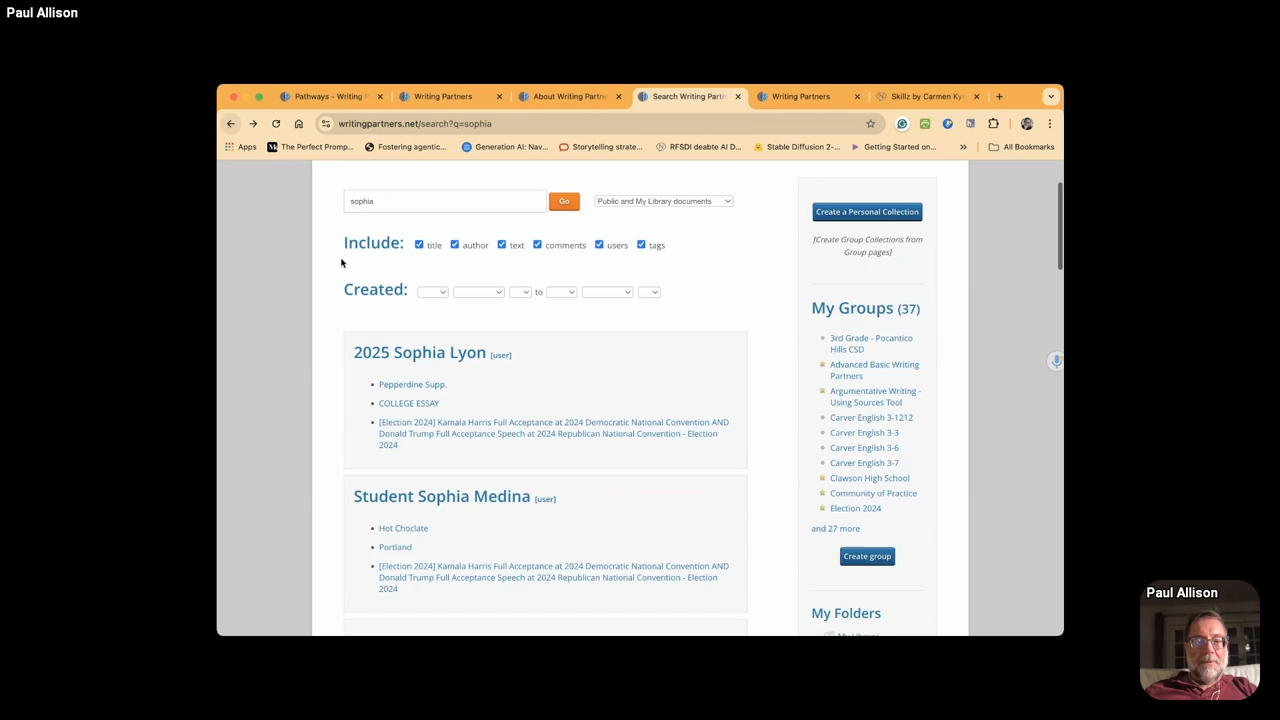 Paul Allison
Pathways - Writing P
Writing Partners
About Writing Partne
Search Writing Partn
Writing Partners
Skillz by Carmen Kyn
writingpartners.net/search?q=sophia
Apps
The Perfect Promp...
Fostering agentic...
Generation AI: Nav...
Storytelling strate...
RFSDI deabte AI D...
Stable Diffusion 2-...
Getting Started on...
All Bookmarks
sophia
Go
Public and My Library documents
Include:
title
author
text
comments
users
tags
Created:
to
2025 Sophia Lyon [user]
Pepperdine Supp.
COLLEGE ESSAY
[Election 2024] Kamala Harris Full Acceptance at 2024 Democratic National Convention AND
Donald Trump Full Acceptance Speech at 2024 Republican National Convention - Election
2024
Student Sophia Medina [user]
Hot Choclate
Portland
[Election 2024] Kamala Harris Full Acceptance at 2024 Democratic National Convention AND
Donald Trump Full Acceptance Speech at 2024 Republican National Convention - Election
2024
Create a Personal Collection
[Create Group Collections from
Group pages]
My Groups (37)
3rd Grade - Pocantico
Hills CSD
Advanced Basic Writing
Partners
Argumentative Writing -
Using Sources Tool
Carver English 3-1212
Carver English 3-3
Carver English 3-6
Carver English 3-7
Clawson High School
Community of Practice
Election 2024
and 27 more
Create group
My Folders
My Library
Paul Allison